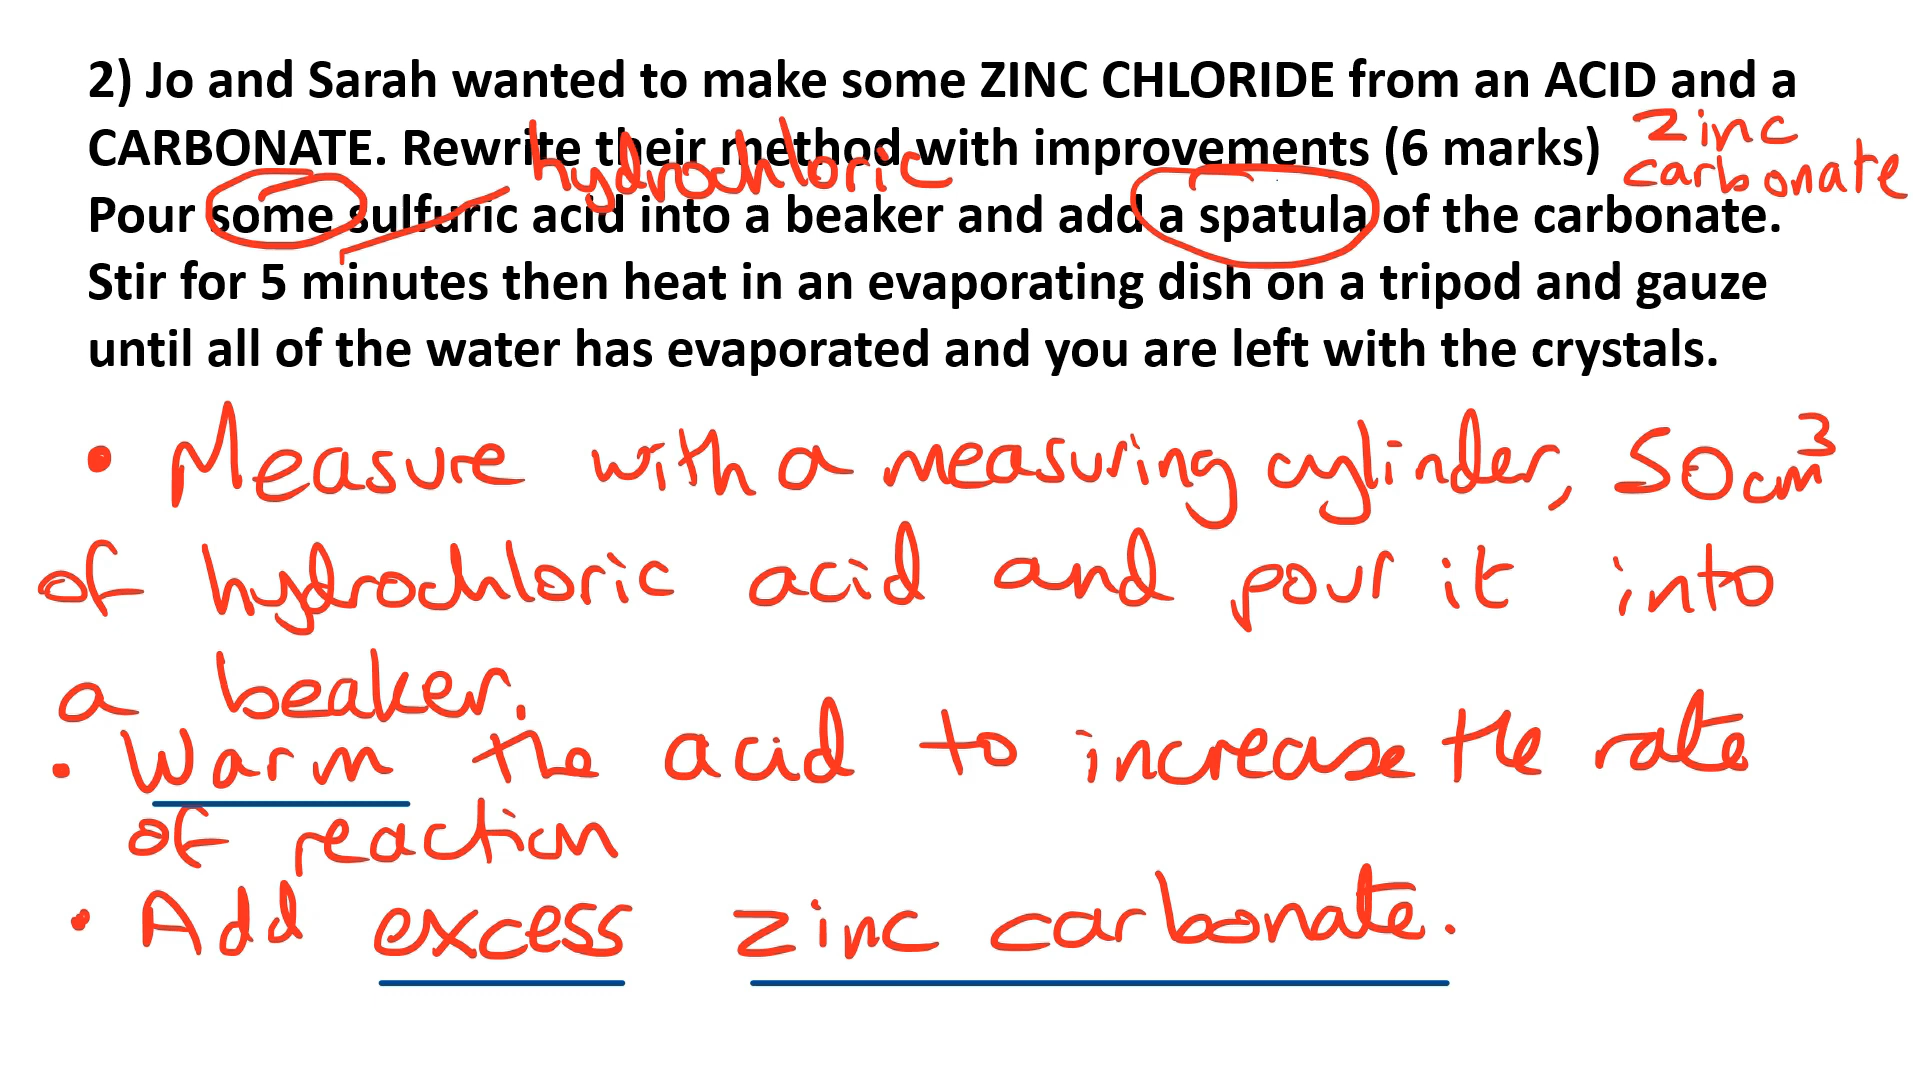 2) Jo and Sarah wanted to make some ZINC CHLORIDE from an ACID and a
CARBONATE. Rewrite their method with improvements (6 marks)
zinc
carbonate
hydrochloric
Pour some sulfuric acid into a beaker and add a spatula of the carbonate.
Stir for 5 minutes then heat in an evaporating dish on a tripod and gauze
until all of the water has evaporated and you are left with the crystals.
• Measure with a measuring cylinder, 50cm³
of hydrochloric acid and pour it into
a beaker.
• Warm the acid to increase the rate
of reaction
• Add excess zinc carbonate.